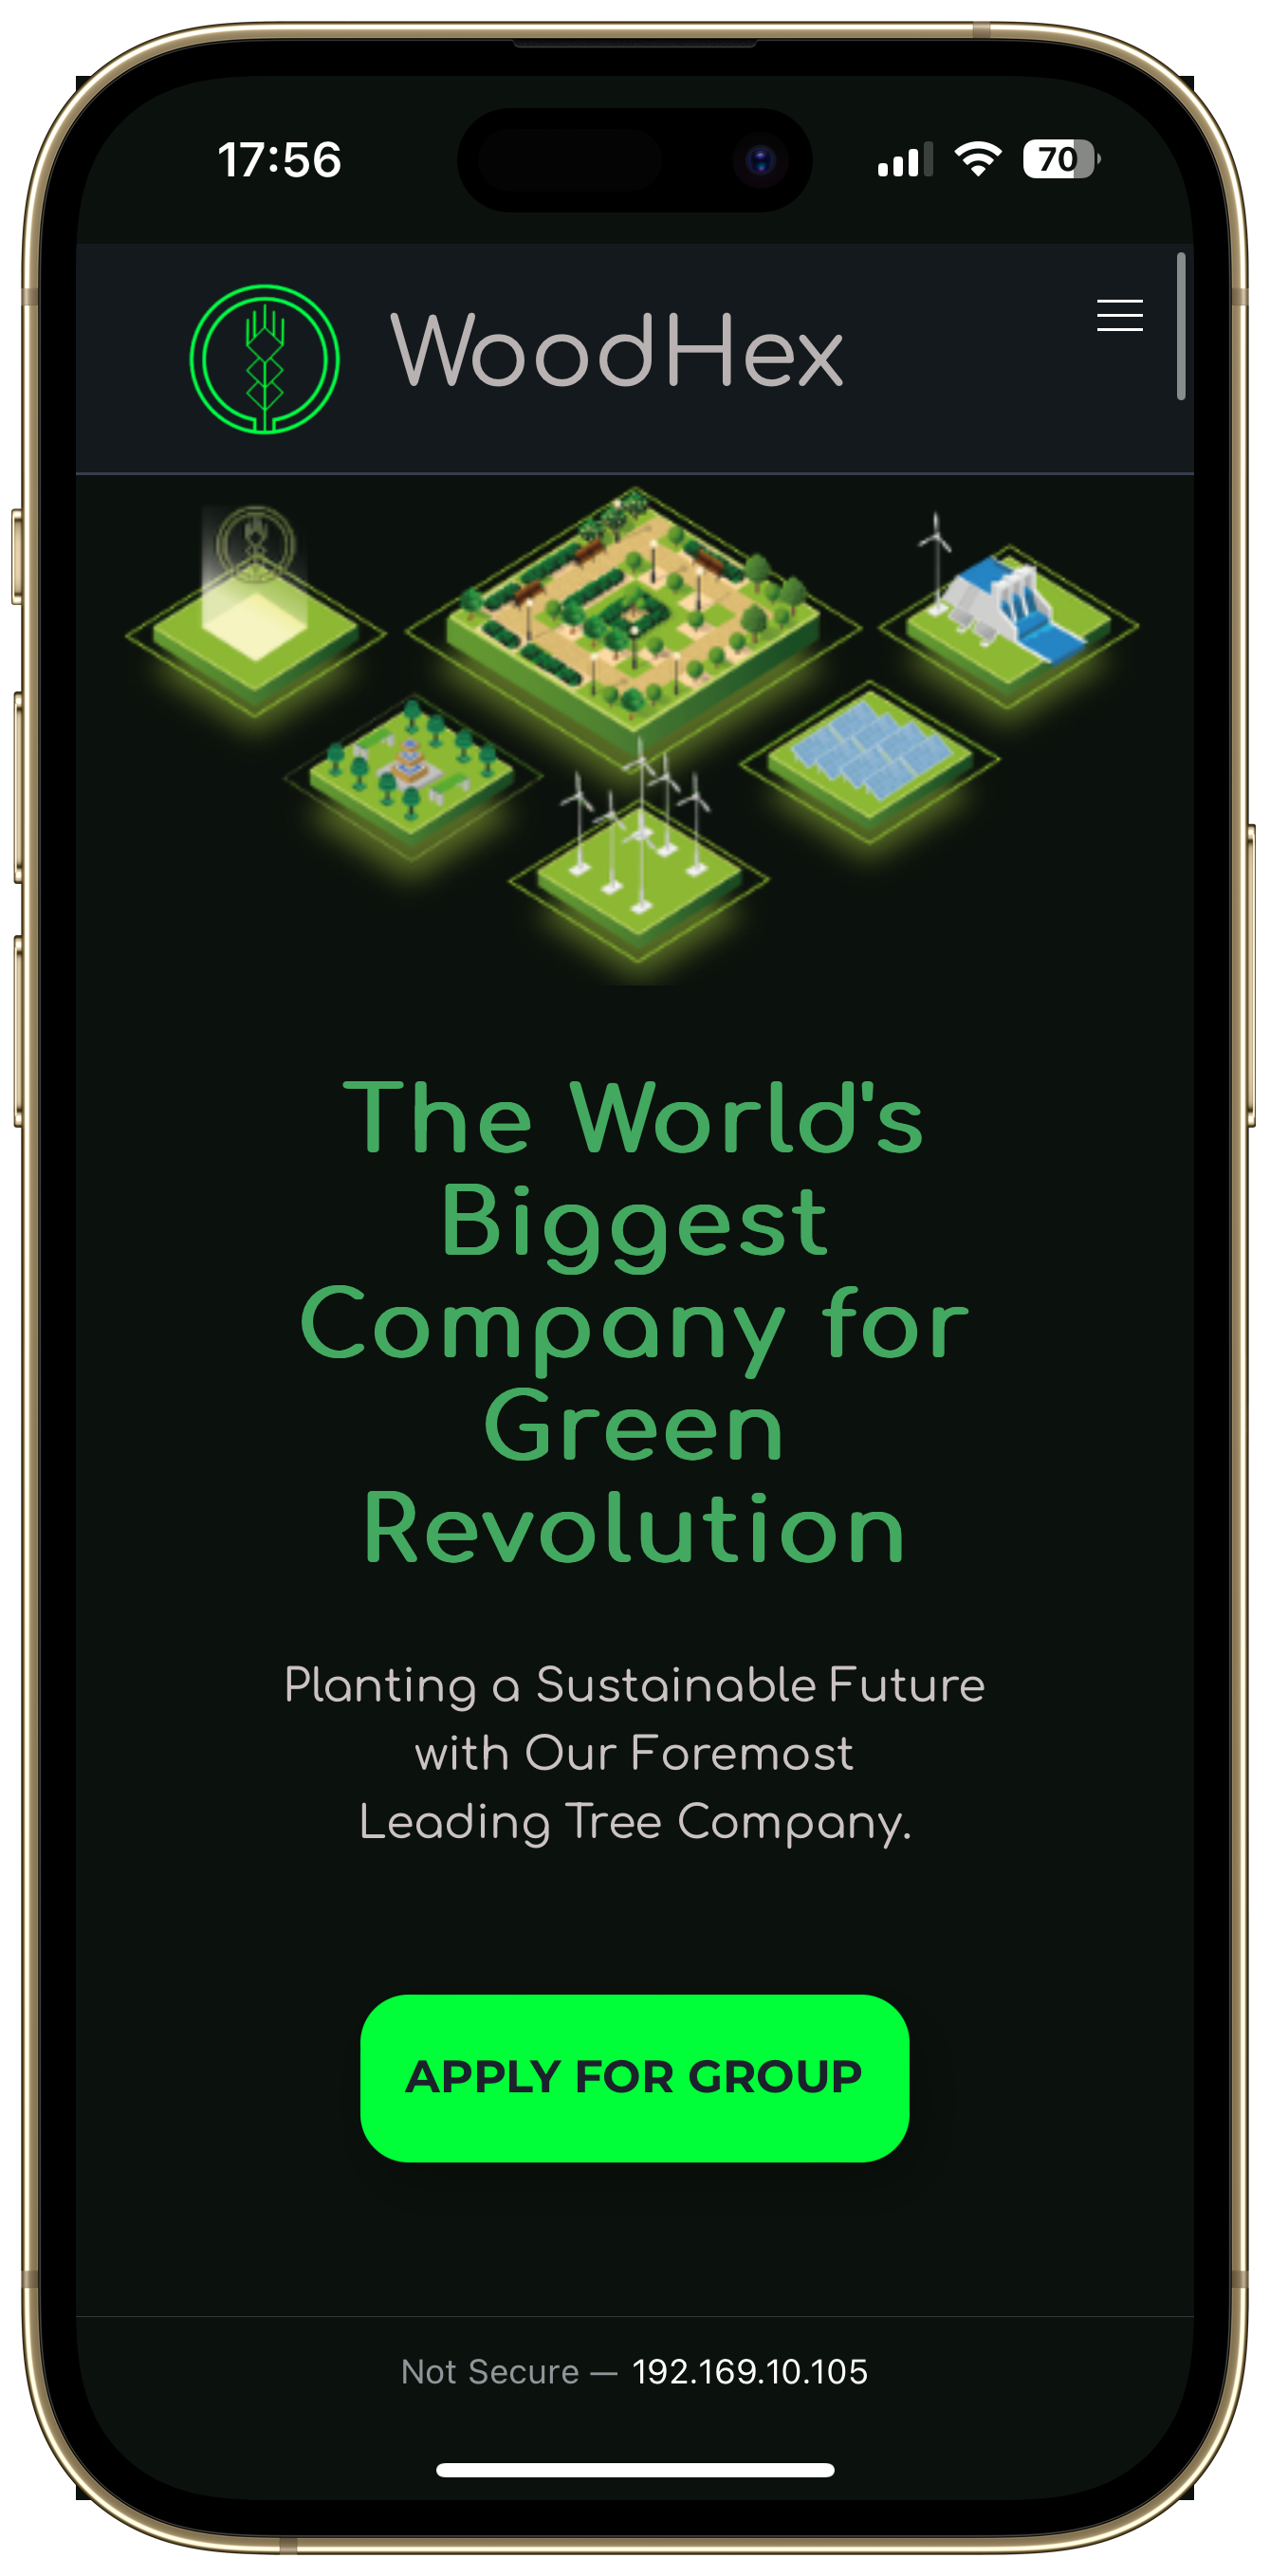 17:56
70
WoodHex
The World's
Biggest
Company for
Green
Revolution
Planting a Sustainable Future
with Our Foremost
Leading Tree Company.
APPLY FOR GROUP
Not Secure — 192.169.10.105